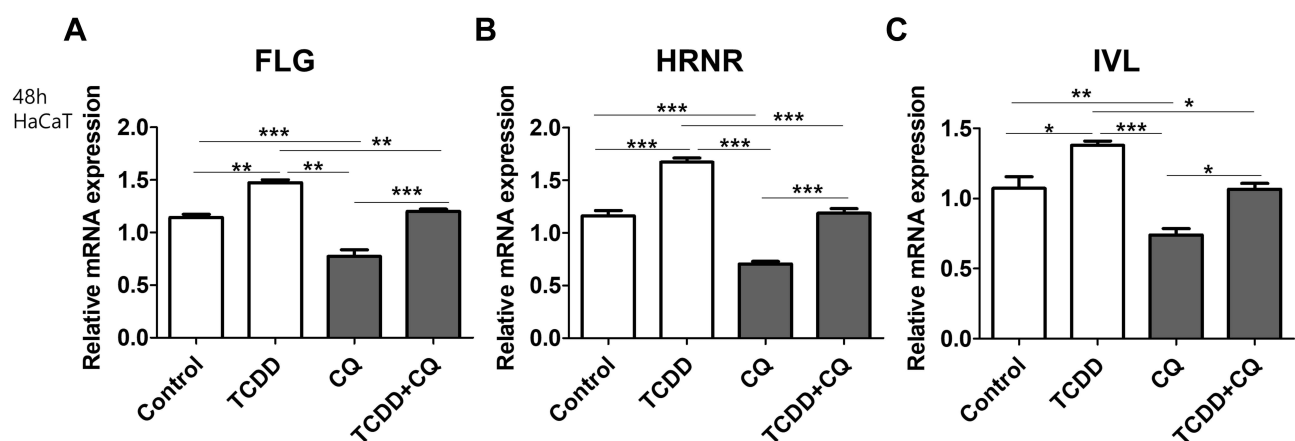 A
FLG
48h
HaCaT
Relative mRNA expression
2.0
1.5
1.0
0.5
0.0
***
**
**
**
***
Control
TCDD
CQ
TCDD+CQ
B
HRNR
Relative mRNA expression
2.0
1.5
1.0
0.5
0.0
***
***
***
***
***
Control
TCDD
CQ
TCDD+CQ
C
IVL
Relative mRNA expression
1.5
1.0
0.5
0.0
**
*
*
***
*
Control
TCDD
CQ
TCDD+CQ